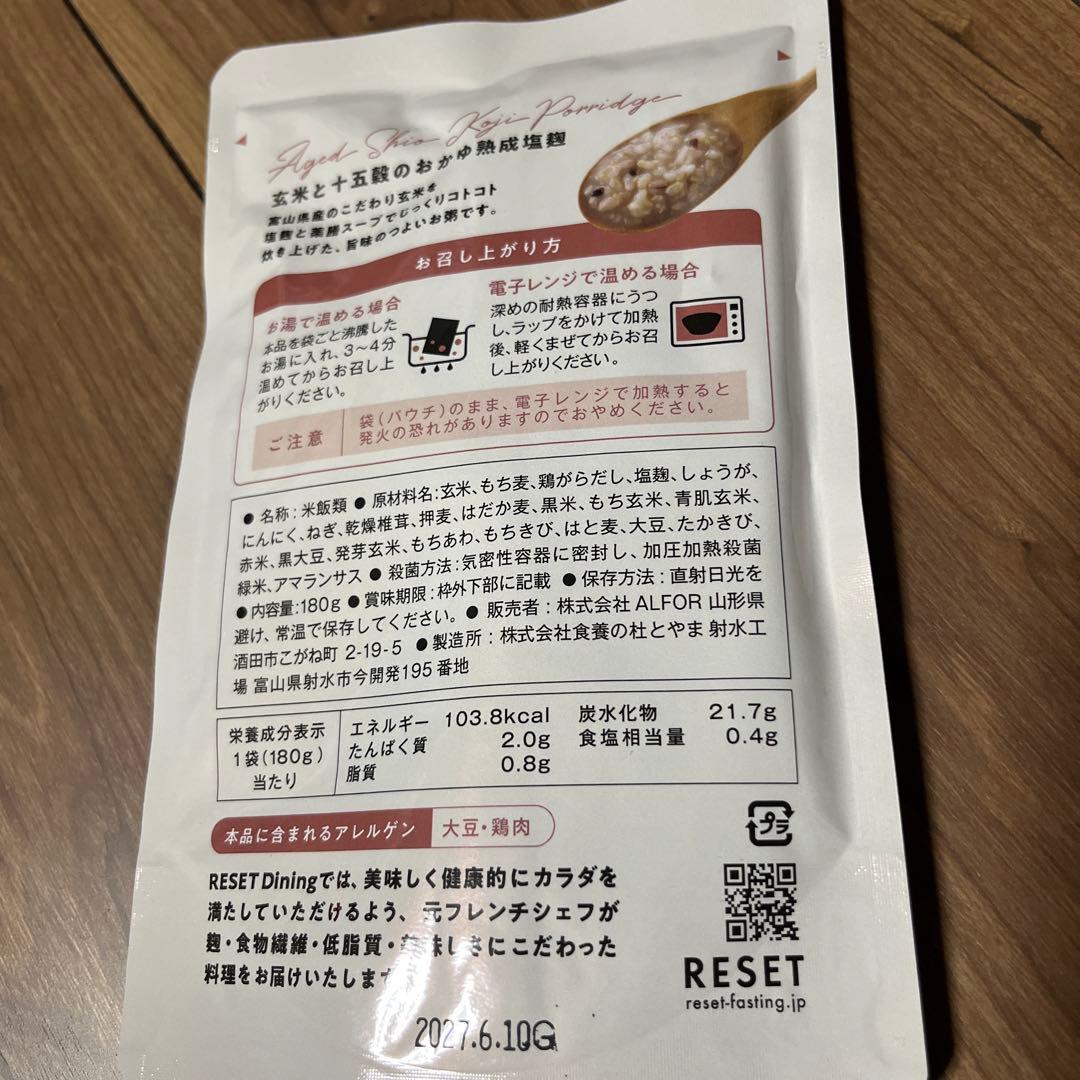 Aged Shio Koji Porridge
玄米と十五穀のおかゆ熟成塩麹
富山県産のこだわり玄米を
塩麹と薬膳スープでじっくりコトコト
炊き上げた、旨味のつよいお粥です。
お召し上がり方
お湯で温める場合
本品を袋ごと沸騰した
お湯に入れ、3〜4分
温めてからお召し上
がりください。
電子レンジで温める場合
深めの耐熱容器にうつ
し、ラップをかけて加熱
後、軽くまぜてからお召
し上がりください。
ご注意
袋(パウチ)のまま、電子レンジで加熱すると
発火の恐れがありますのでおやめください。
● 名称:米飯類 ● 原材料名:玄米、もち麦、鶏がらだし、塩麹、しょうが、
にんにく、ねぎ、乾燥椎茸、押麦、はだか麦、黒米、もち玄米、青肌玄米、
赤米、黒大豆、発芽玄米、もちあわ、もちきび、はと麦、大豆、たかきび、
緑米、アマランサス ● 殺菌方法:気密性容器に密封し、加圧加熱殺菌
●内容量:180g ●賞味期限:枠外下部に記載 ●保存方法:直射日光を
避け、常温で保存してください。● 販売者:株式会社 ALFOR 山形県
酒田市こがね町 2-19-5 ●製造所:株式会社食養の杜とやま 射水工
場 富山県射水市今開発195番地
栄養成分表示
1袋(180g)
当たり
エネルギー 103.8kcal
たんぱく質 2.0g
脂質 0.8g
炭水化物 21.7g
食塩相当量 0.4g
本品に含まれるアレルゲン 大豆・鶏肉
プラ
RESET Diningでは、美味しく健康的にカラダを
満たしていただけるよう、元フレンチシェフが
麹・食物繊維・低脂質・美味しさにこだわった
料理をお届けいたします
RESET
reset-fasting.jp
2027.6.10G